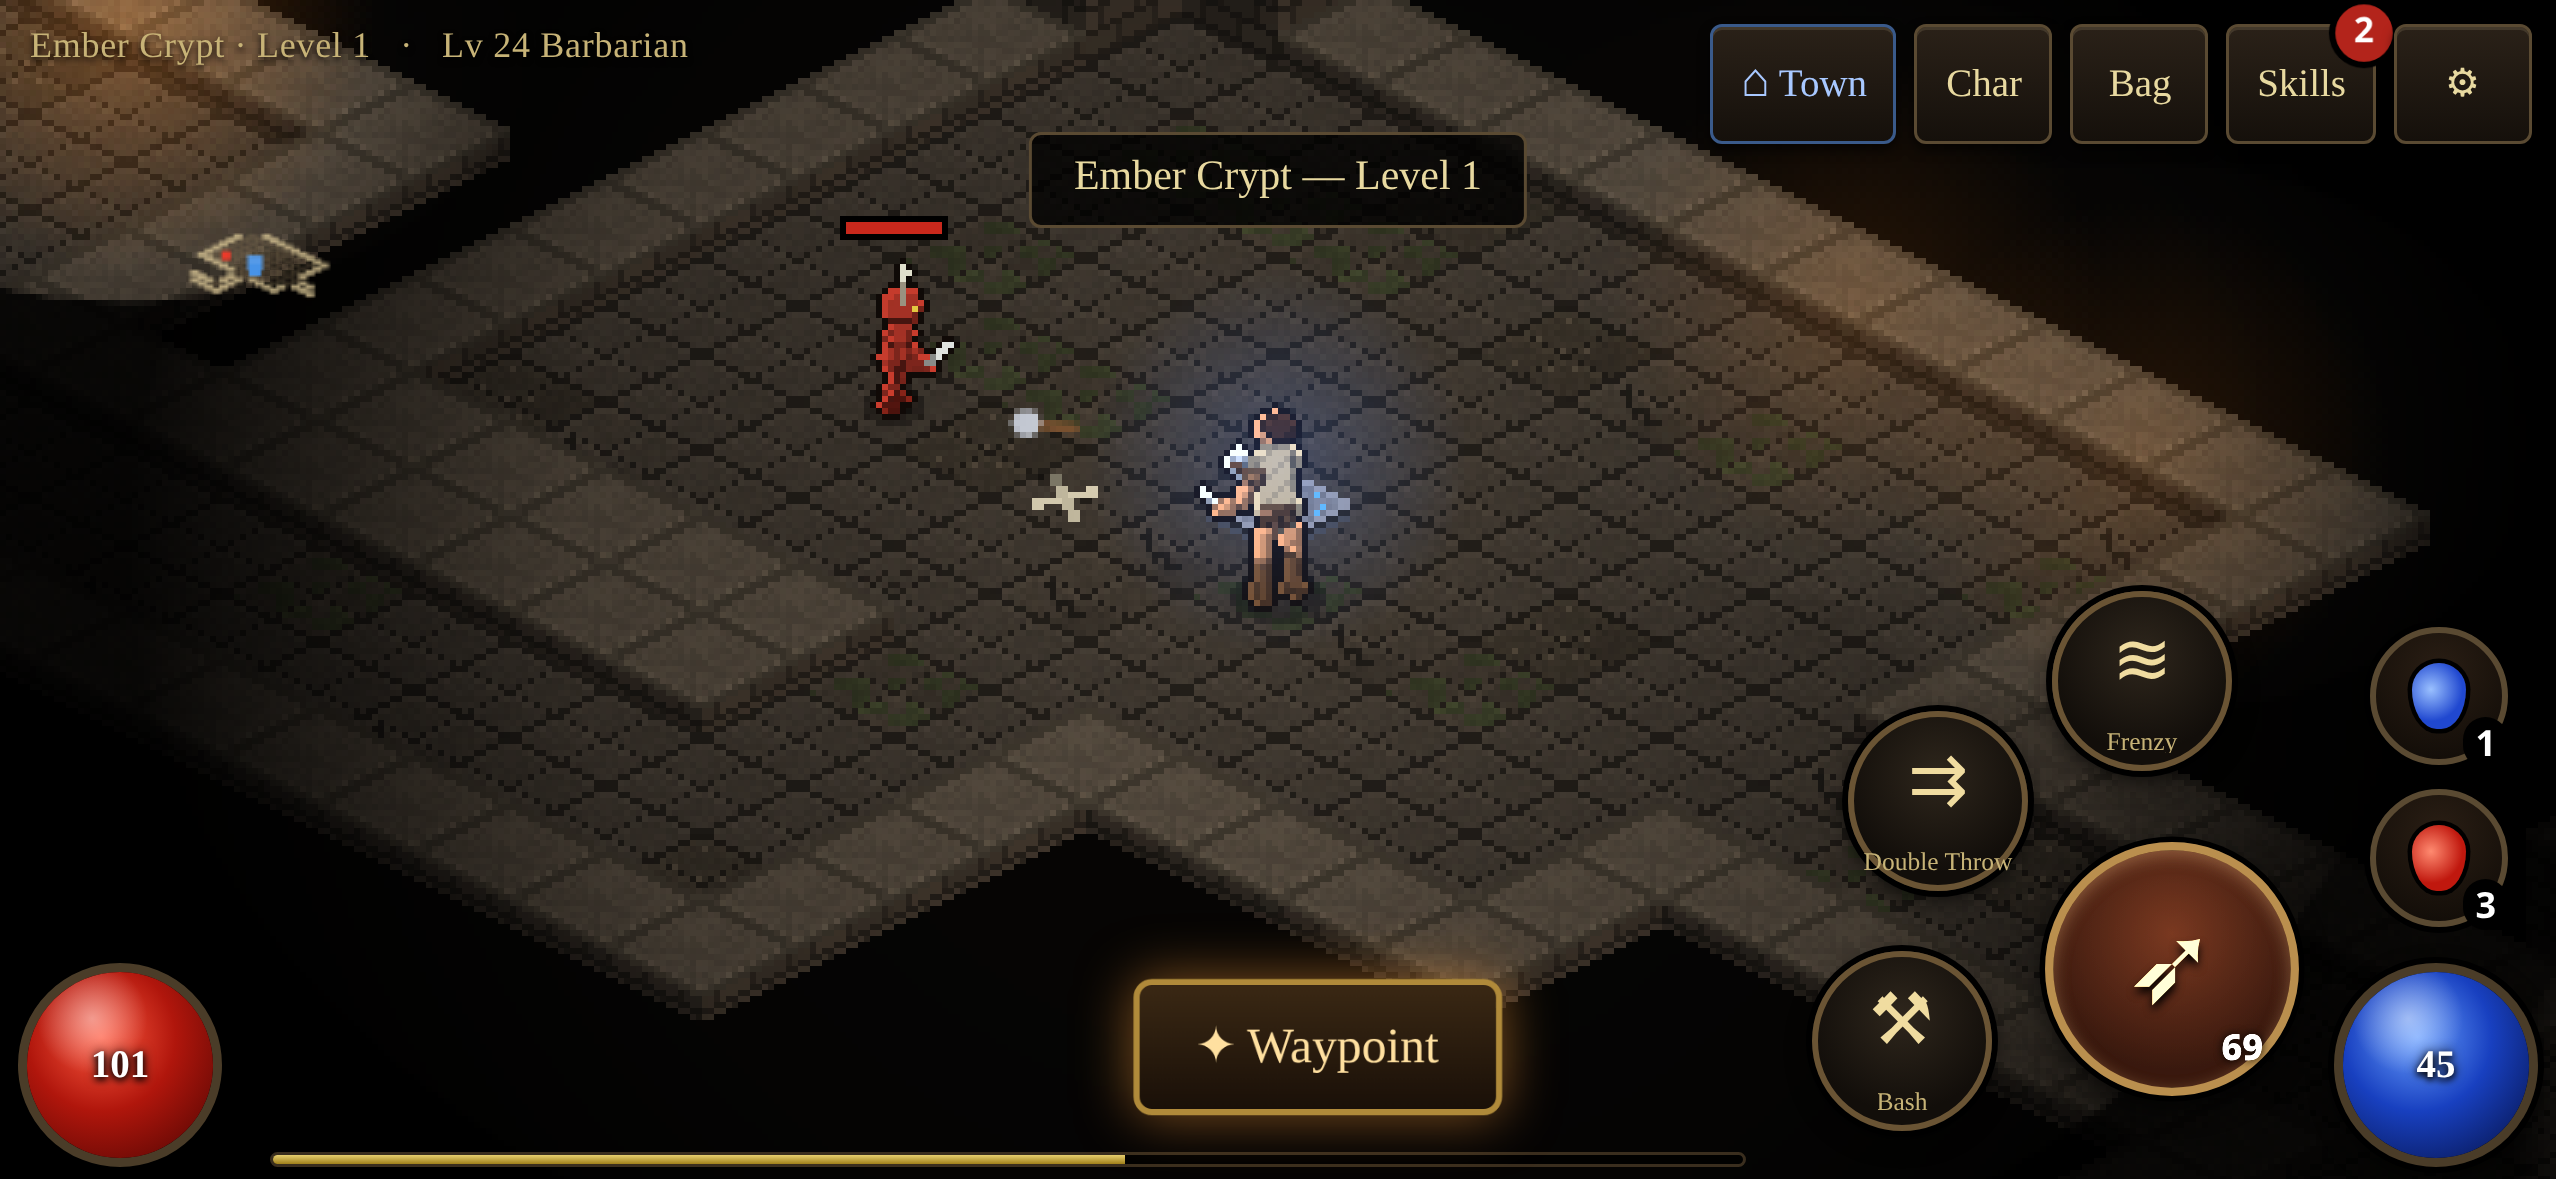 Ember Crypt · Level 1 · Lv 24 Barbarian
Town
Char
Bag
Skills
2
Ember Crypt — Level 1
Frenzy
Double Throw
Bash
1
3
69
101
45
Waypoint